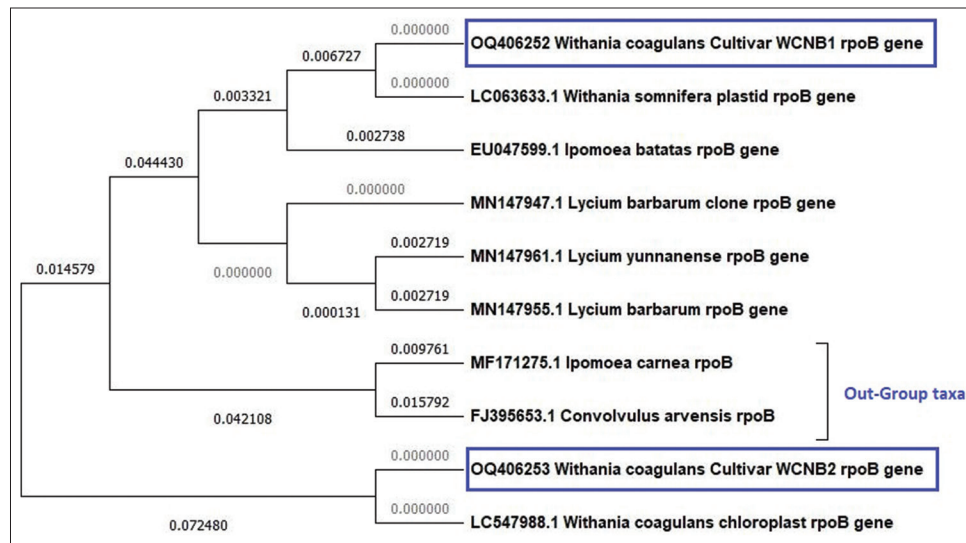 0.000000
OQ406252 Withania coagulans Cultivar WCNB1 rpoB gene
0.006727
0.000000
LC063633.1 Withania somnifera plastid rpoB gene
0.003321
0.002738
EU047599.1 Ipomoea batatas rpoB gene
0.044430
0.000000
MN147947.1 Lycium barbarum clone rpoB gene
0.002719
MN147961.1 Lycium yunnanense rpoB gene
0.014579
0.000000
0.002719
0.000131
MN147955.1 Lycium barbarum rpoB gene
0.009761
MF171275.1 Ipomoea carnea rpoB
Out-Group taxa
0.015792
0.042108
FJ395653.1 Convolvulus arvensis rpoB
0.000000
OQ406253 Withania coagulans Cultivar WCNB2 rpoB gene
0.000000
0.072480
LC547988.1 Withania coagulans chloroplast rpoB gene